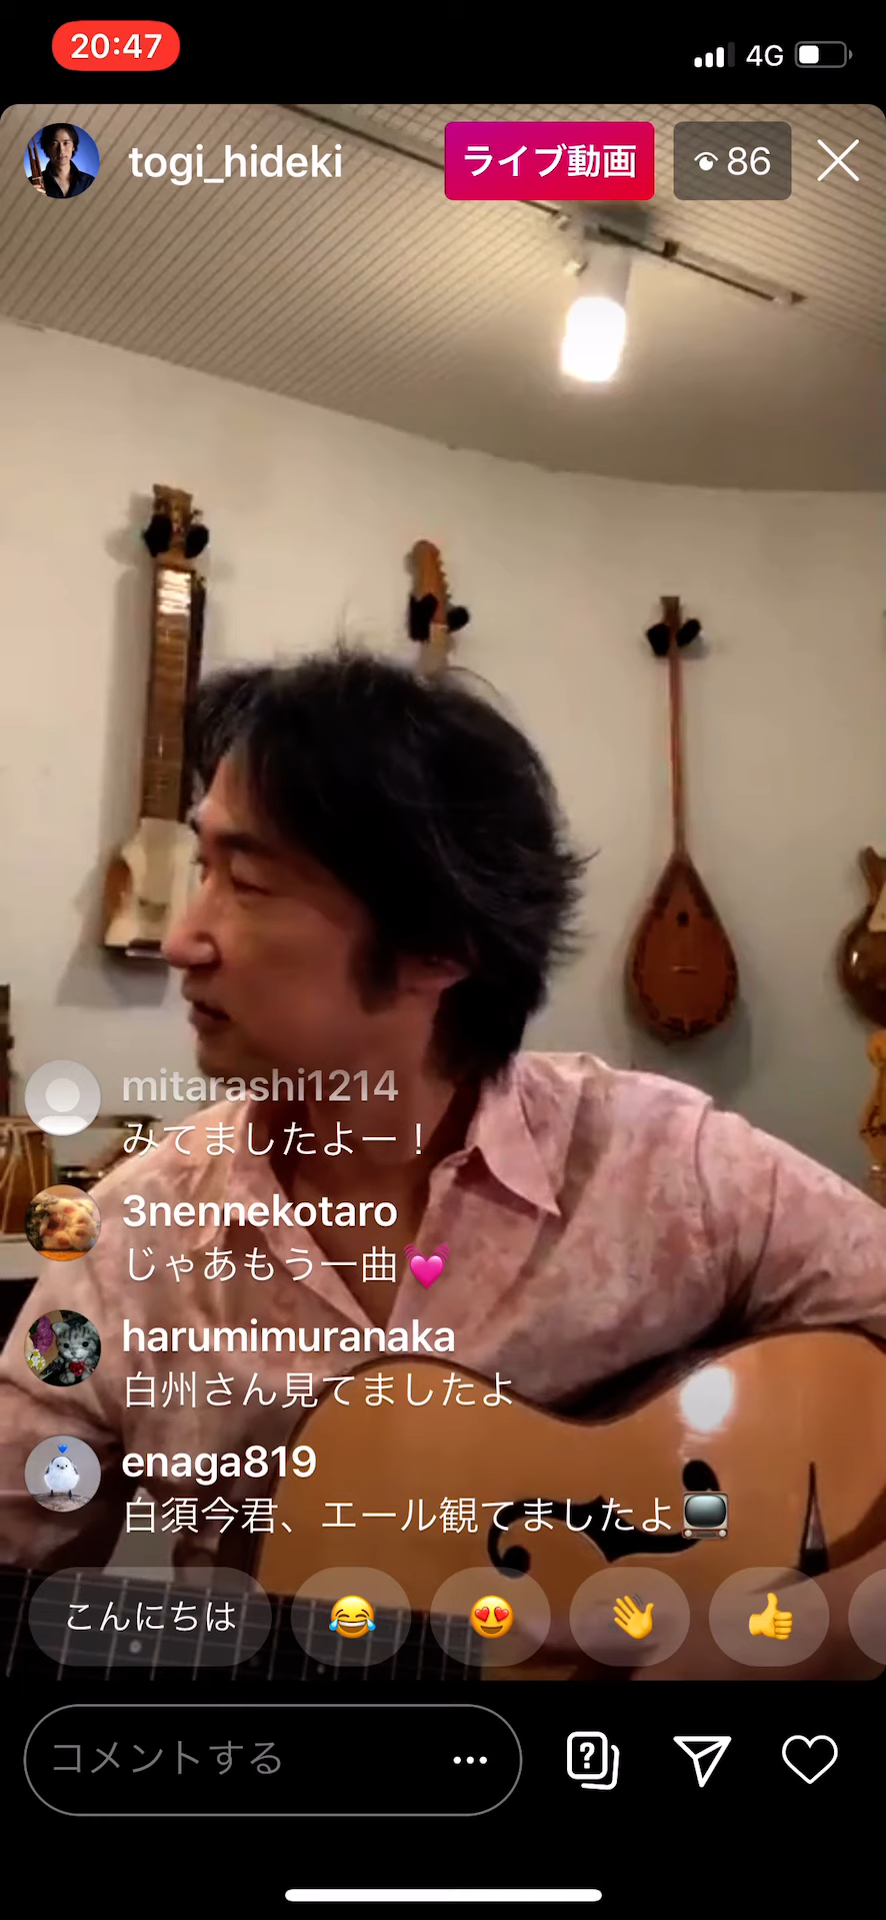 20:47
4G
togi_hideki
ライブ動画
86
mitarashi1214
みてましたよー！
3nennekotaro
じゃあもう一曲💓
harumimuranaka
白州さん見てましたよ
enaga819
白須今君、エール観てましたよ📺
こんにちは
😂 😍 👋 👍
コメントする